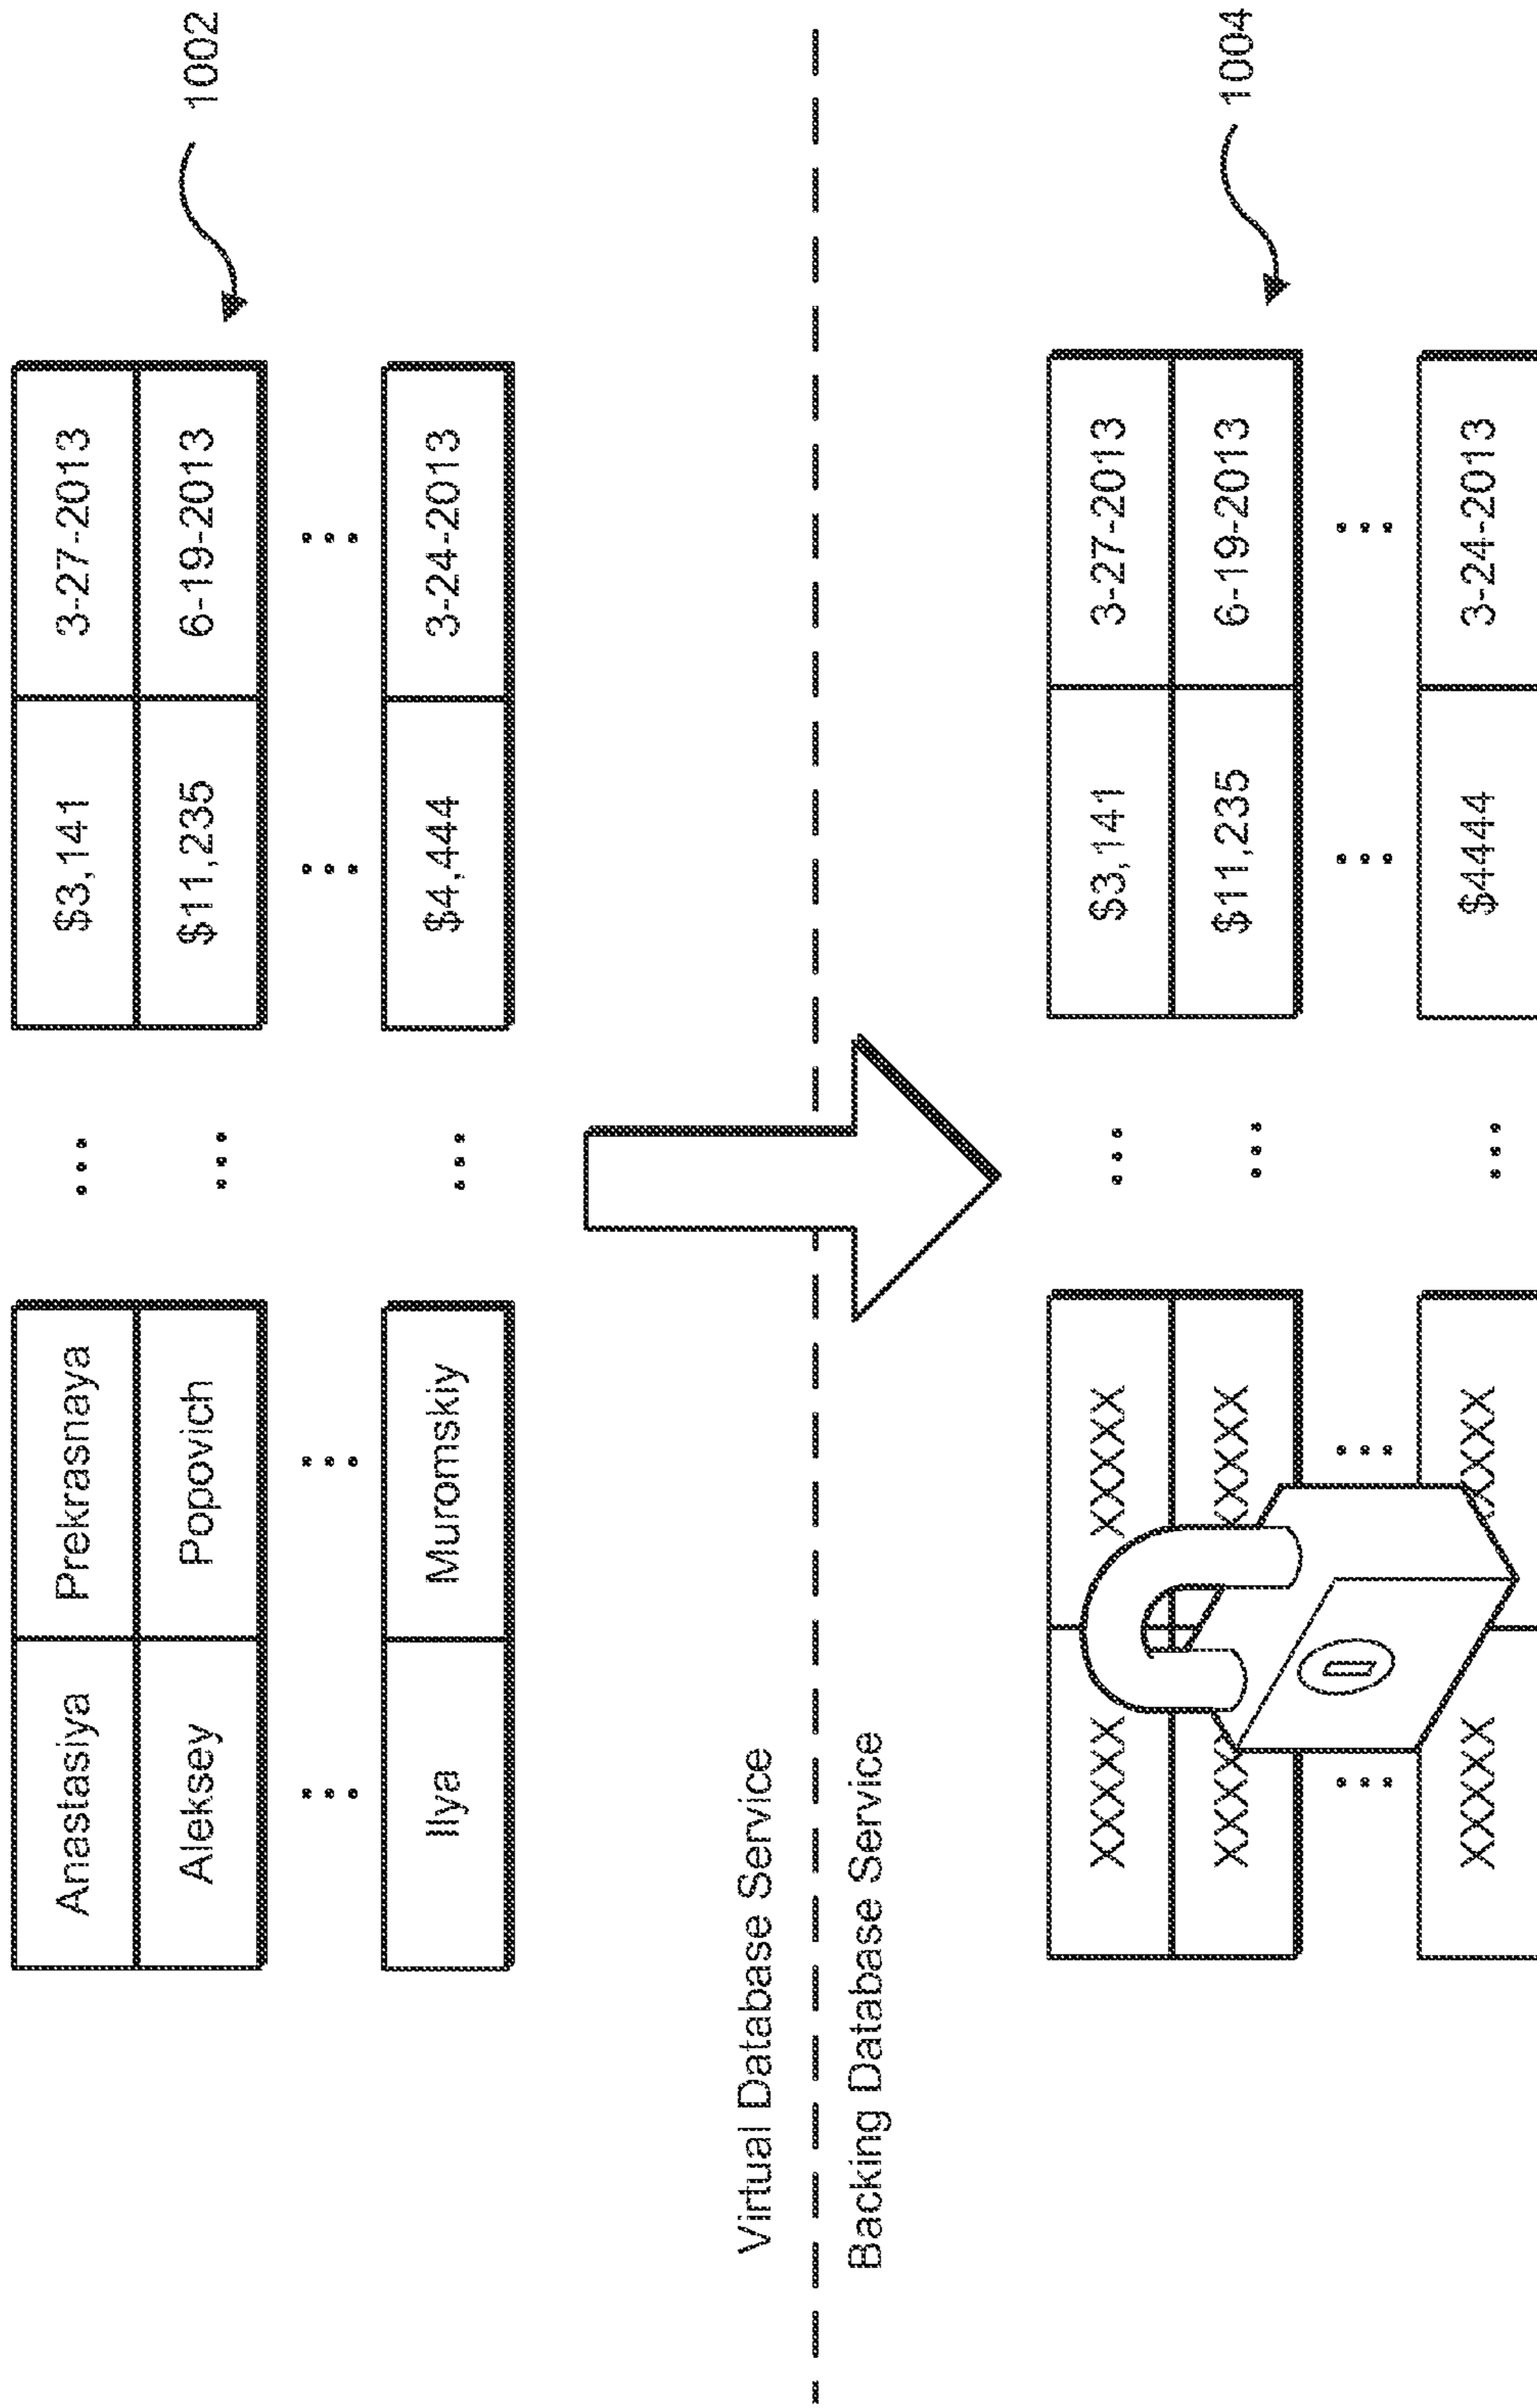 Anastasiya Prekrasnaya ... $3,141 3-27-2013
Aleksey Popovich ... $11,235 6-19-2013
1002
... ... ... ...
Ilya Muromskiy ... $4,444 3-24-2013
Virtual Database Service
Backing Database Service
XXXXX XXXXX ... $3,141 3-27-2013
XXXXX XXXXX ... $11,235 6-19-2013
1004
... ... ... ...
XXXXX XXXXX ... $4444 3-24-2013